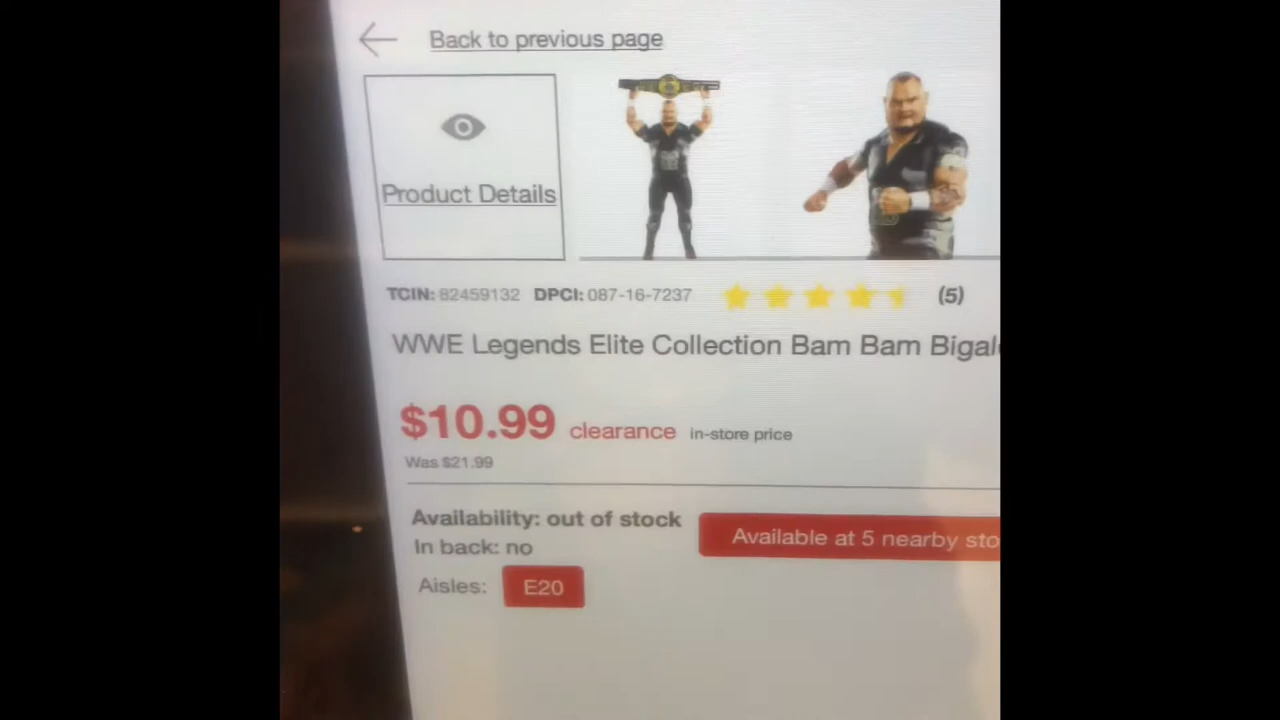 Back to previous page
Product Details
TCIN: 82459132 DPCI: 087-16-7237 (5)
WWE Legends Elite Collection Bam Bam Bigal
$10.99 clearance in-store price
Was $21.99
Availability: out of stock
Available at 5 nearby sto
In back: no
Aisles: E20